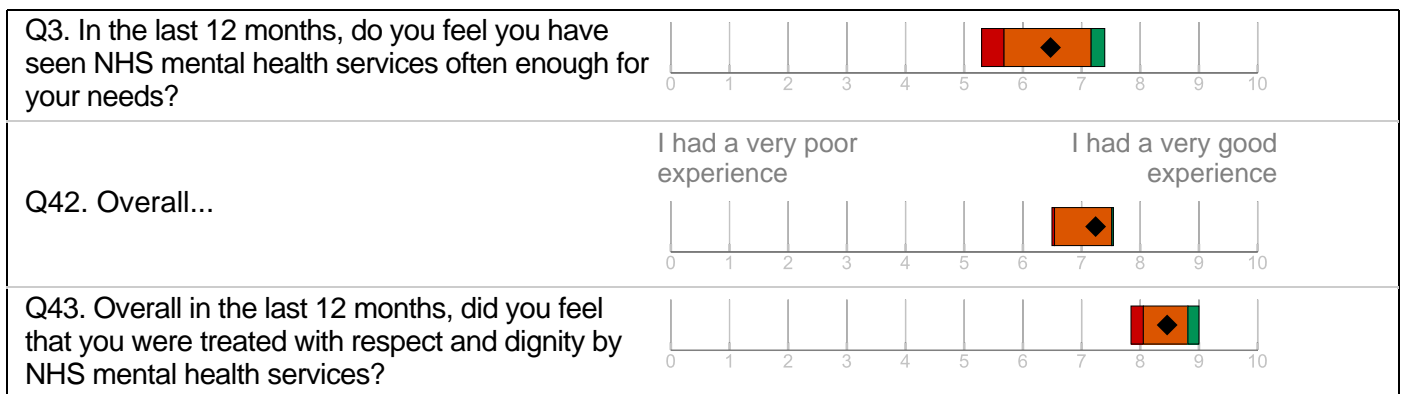 Q3. In the last 12 months, do you feel you have
seen NHS mental health services often enough for
your needs?
0 1 2 3 4 5 6 7 8 9 10
I had a very poor
experience
I had a very good
experience
Q42. Overall...
0 1 2 3 4 5 6 7 8 9 10
Q43. Overall in the last 12 months, did you feel
that you were treated with respect and dignity by
NHS mental health services?
0 1 2 3 4 5 6 7 8 9 10